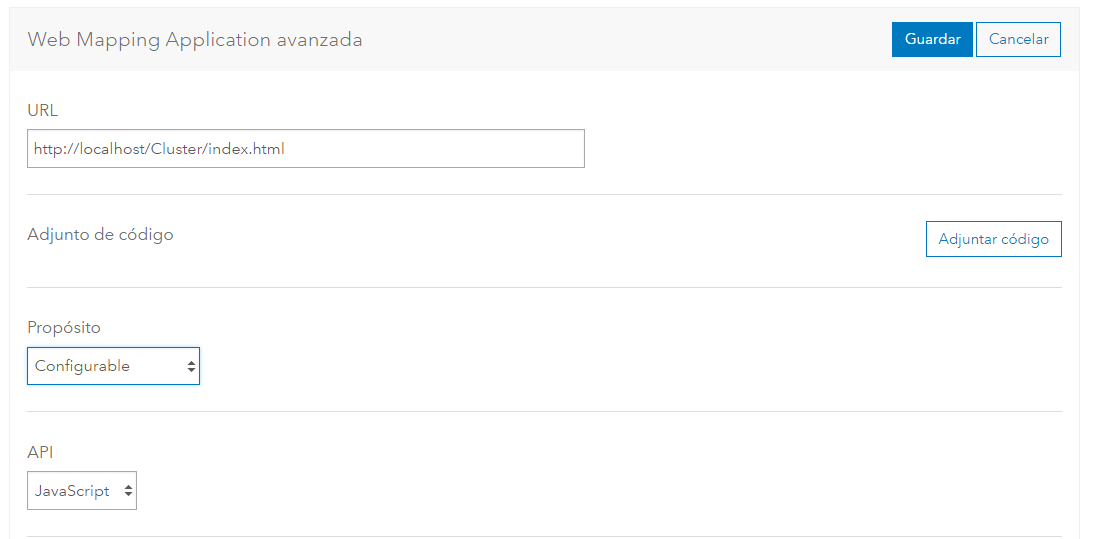 Web Mapping Application avanzada
Guardar
Cancelar
URL
http://localhost/Cluster/index.html
Adjunto de código
Adjuntar código
Propósito
Configurable
API
JavaScript